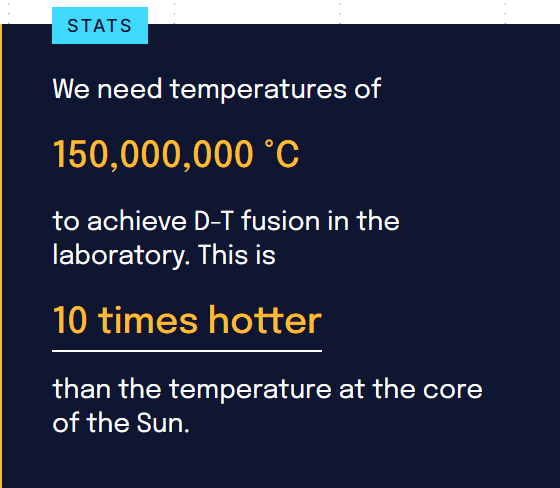 STATS
We need temperatures of
150,000,000 °C
to achieve D–T fusion in the
laboratory. This is
10 times hotter
than the temperature at the core
of the Sun.